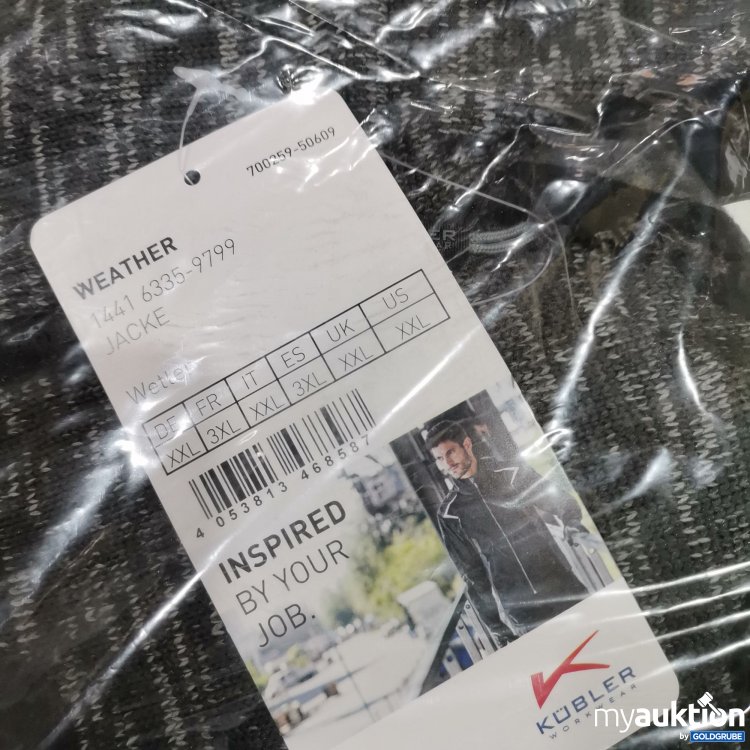 700259-50609
WEATHER
1441 6335-9799
JACKE
DE FR IT ES UK US
XXL 3XL XXL 3XL XXL XXL
4 053813 468587
INSPIRED
BY YOUR
JOB.
KÜBLER
WORKWEAR
myauktion
by GOLDGRUBE